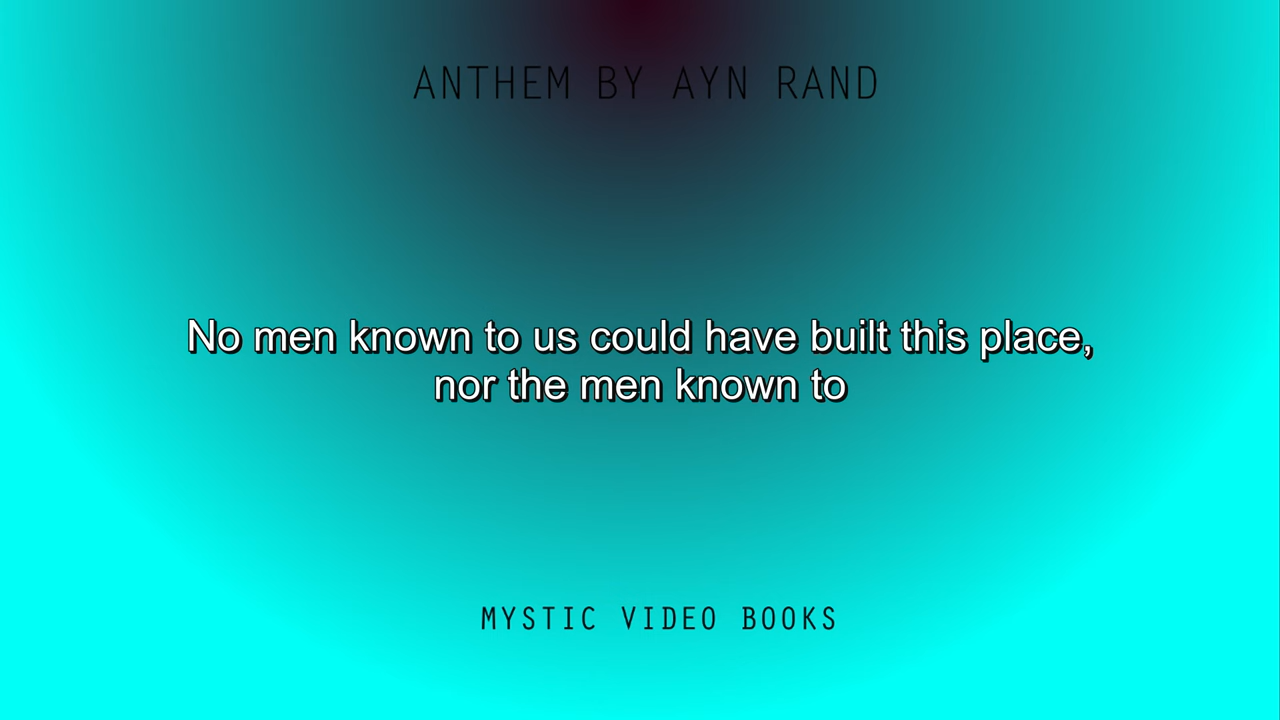 ANTHEM BY AYN RAND
No men known to us could have built this place,
nor the men known to
MYSTIC VIDEO BOOKS